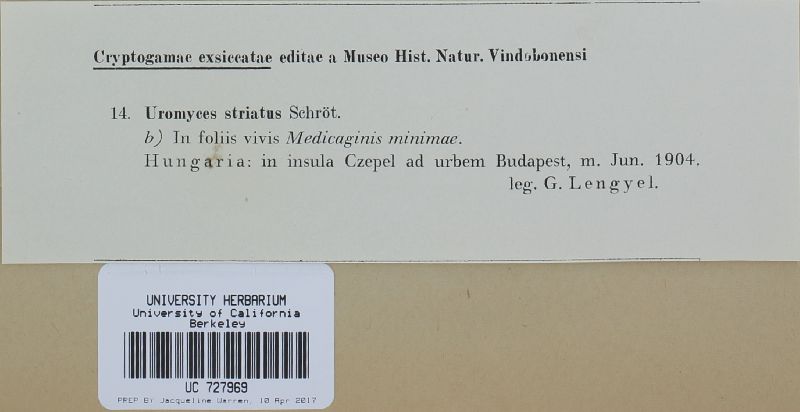 Cryptogamae exsiccatae editae a Museo Hist. Natur. Vindobonensi
14. Uromyces striatus Schröt.
b) In foliis vivis Medicaginis minimae.
Hungaria: in insula Czepel ad urbem Budapest, m. Jun. 1904.
leg. G. Lengyel.
UNIVERSITY HERBARIUM
University of California
Berkeley
UC 727969
PREP BY Jacqueline Warren, 10 Apr 2017